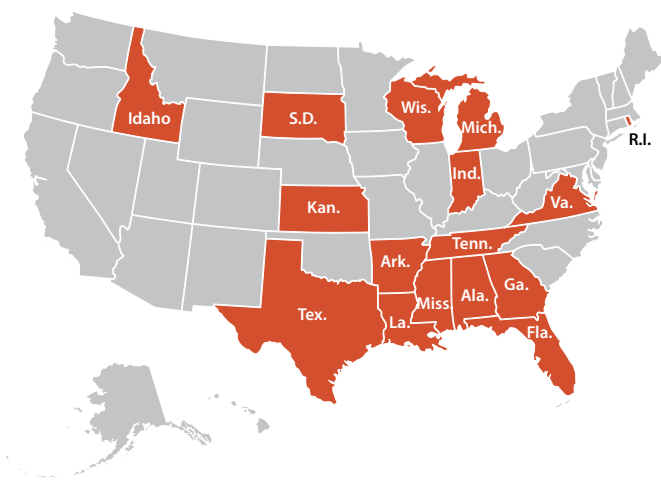 Idaho
S.D.
Wis.
Mich.
R.I.
Ind.
Kan.
Va.
Tenn.
Ark.
Tex.
La.
Miss.
Ala.
Ga.
Fla.